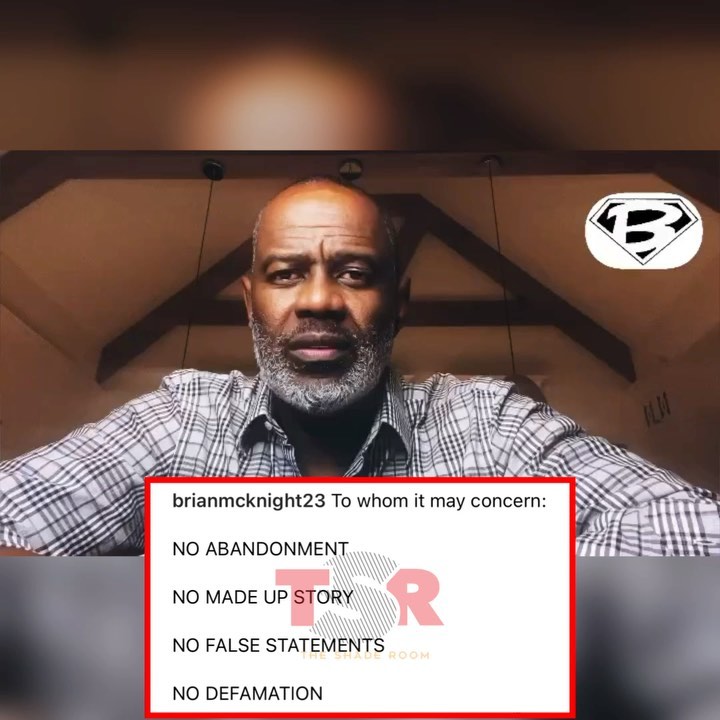 B
brianmcknight23 To whom it may concern:
NO ABANDONMENT
NO MADE UP STORY
TSR
NO FALSE STATEMENTS
THE SHADE ROOM
NO DEFAMATION